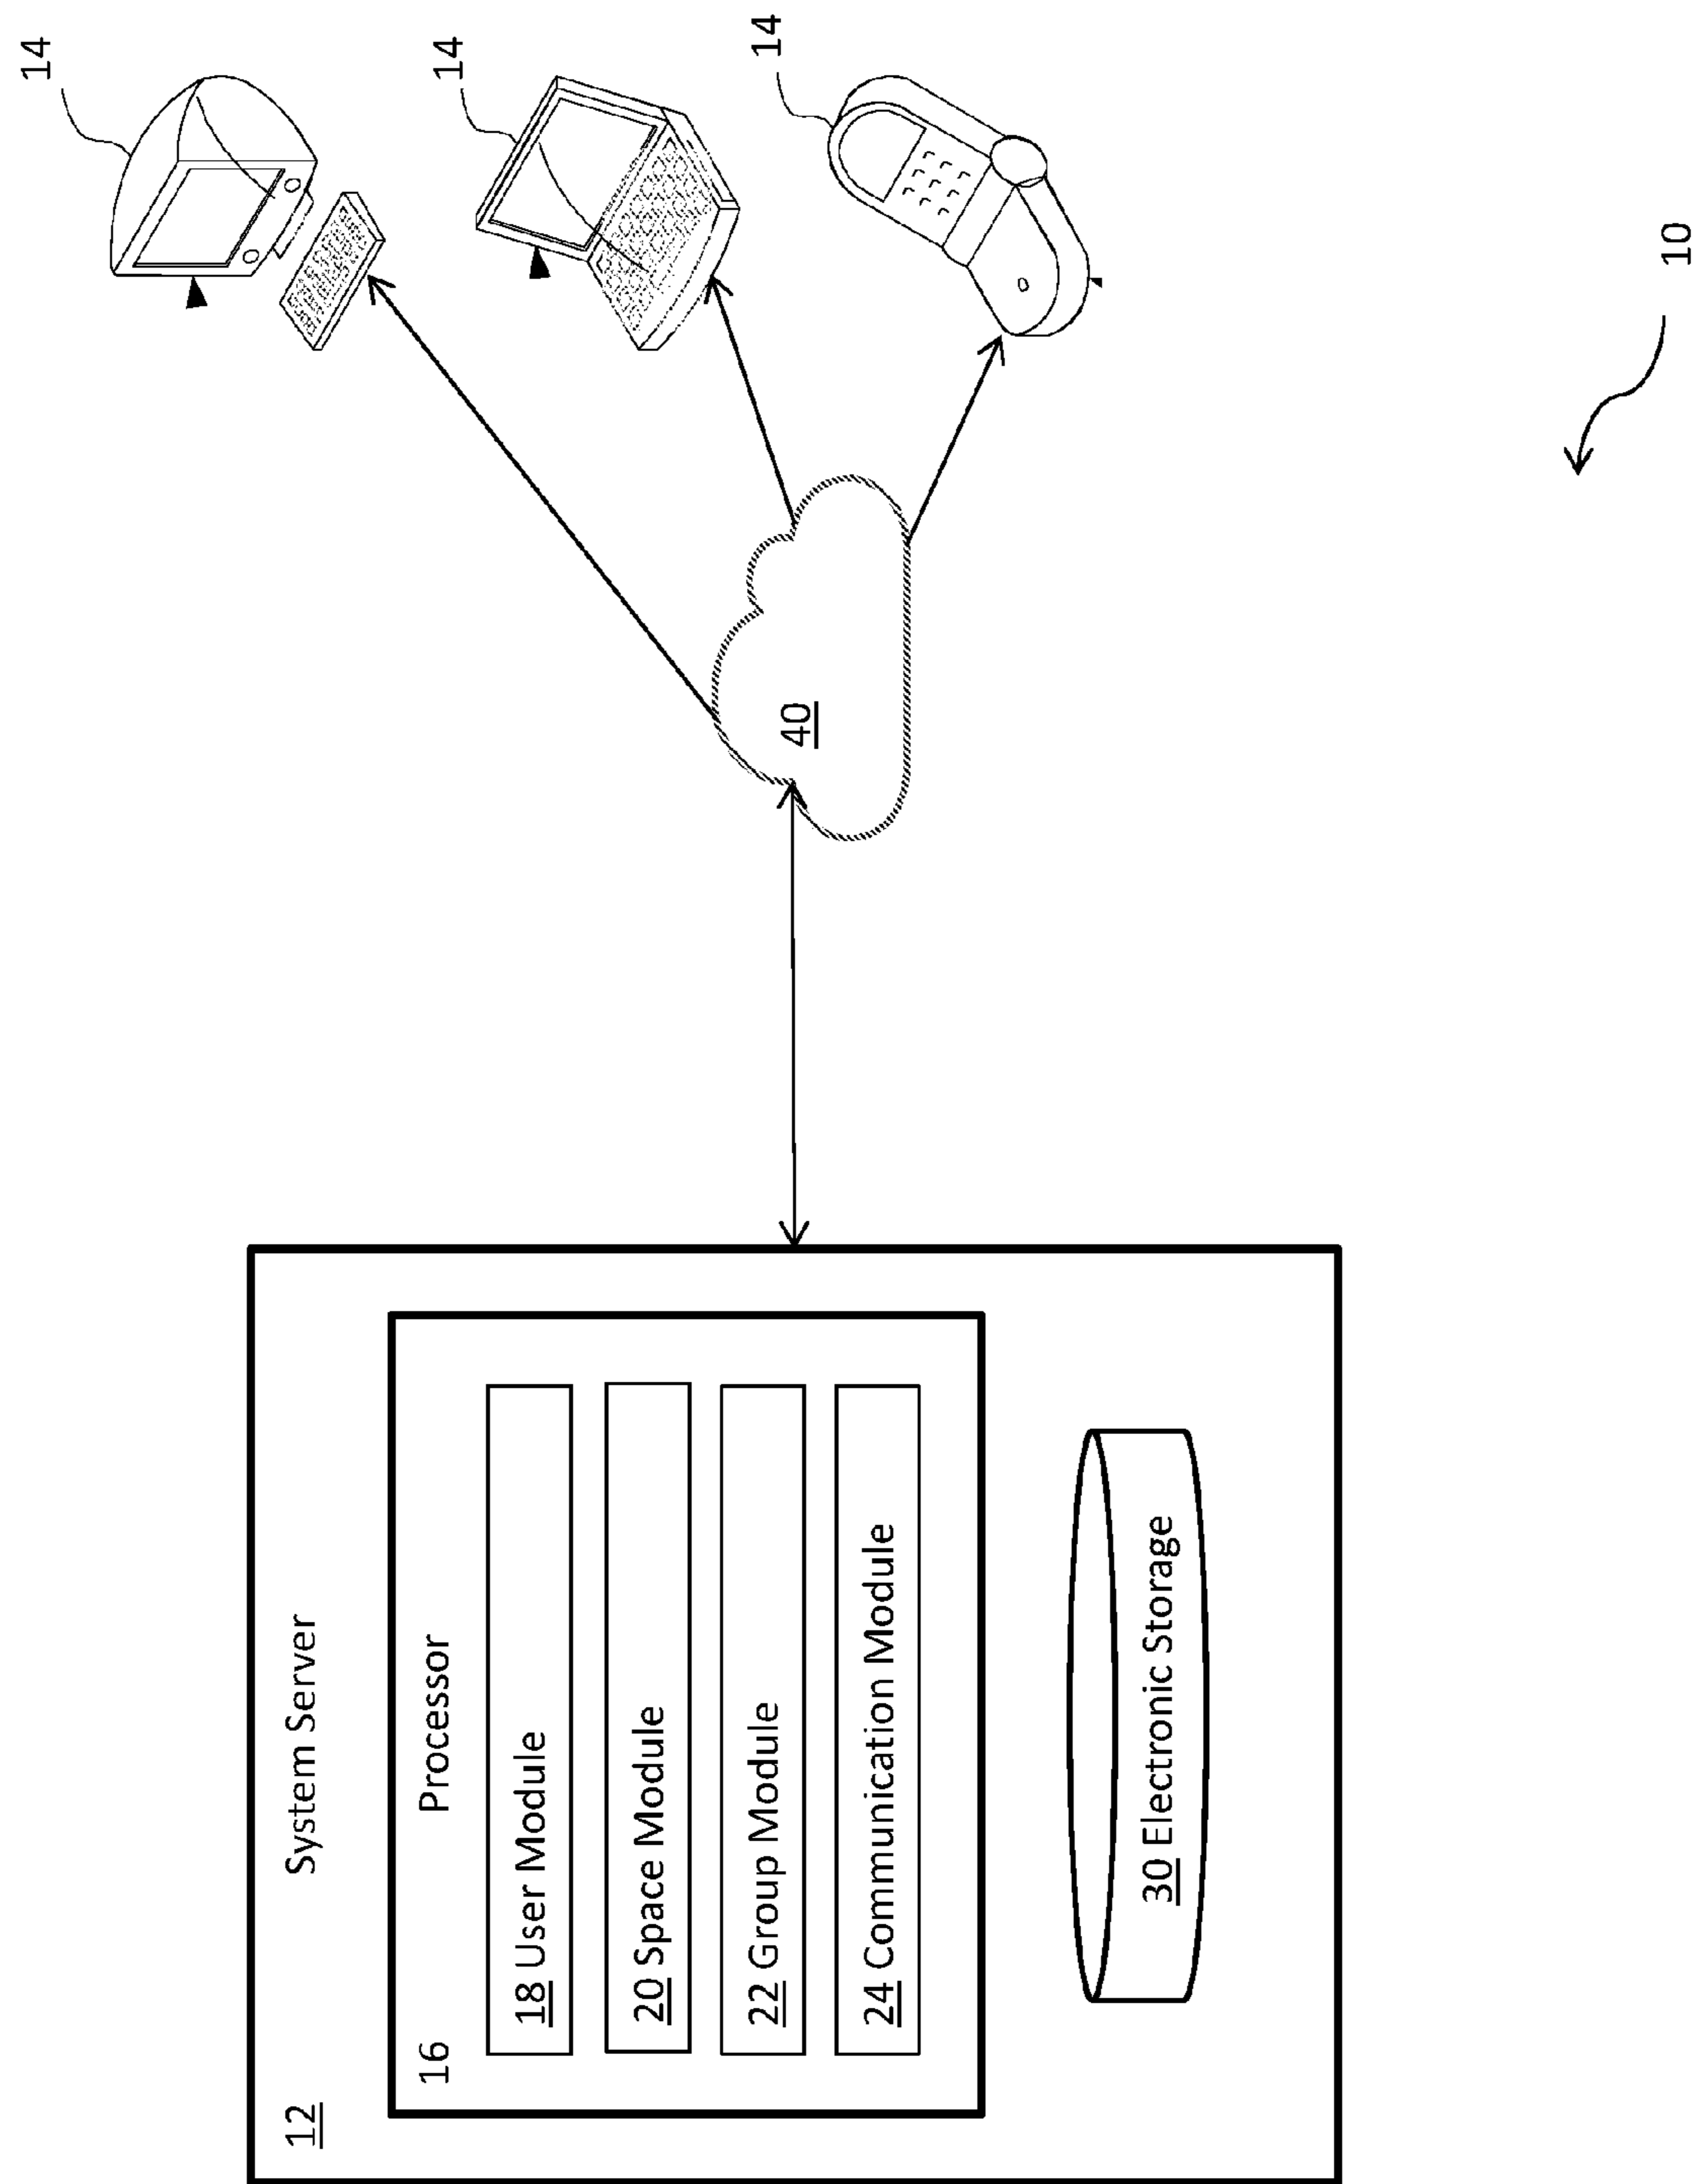 12
System Server
16
Processor
18 User Module
20 Space Module
22 Group Module
24 Communication Module
30 Electronic Storage
40
14
14
14
10